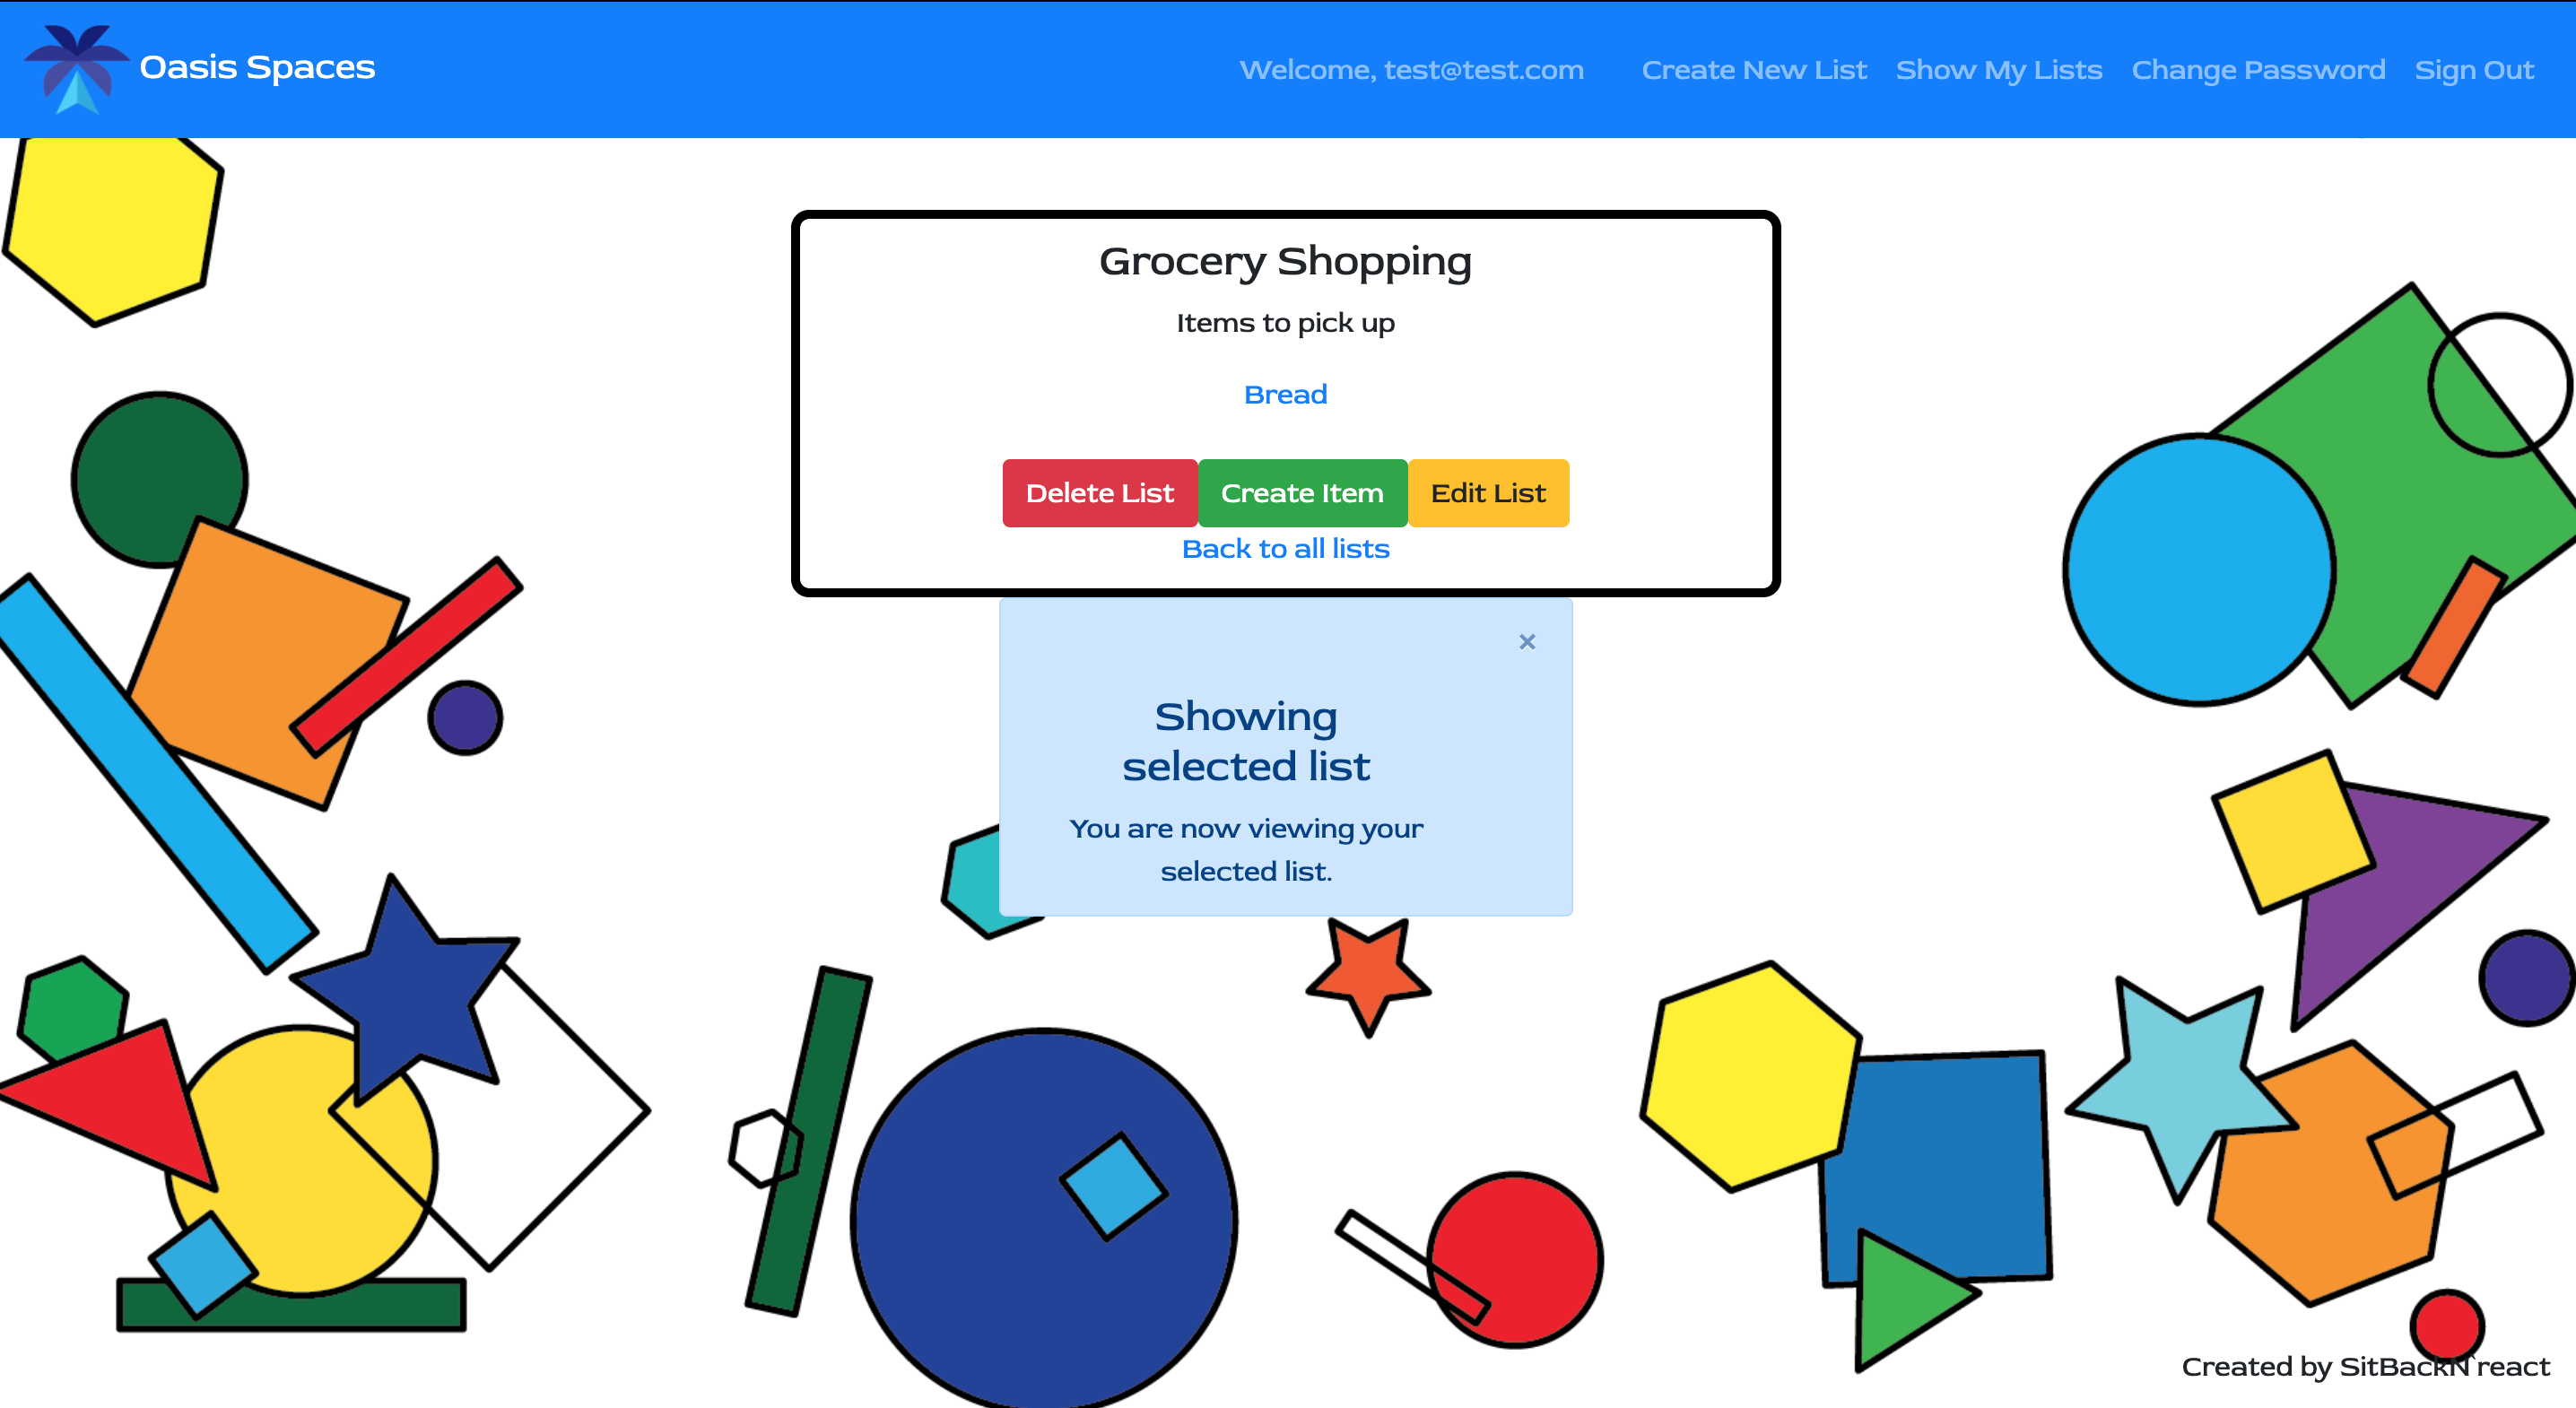 Oasis Spaces
Welcome, test@test.com Create New List Show My Lists Change Password Sign Out
Grocery Shopping
Items to pick up
Bread
Delete List Create Item Edit List
Back to all lists
×
Showing
selected list
You are now viewing your
selected list.
Created by SitBackN`react